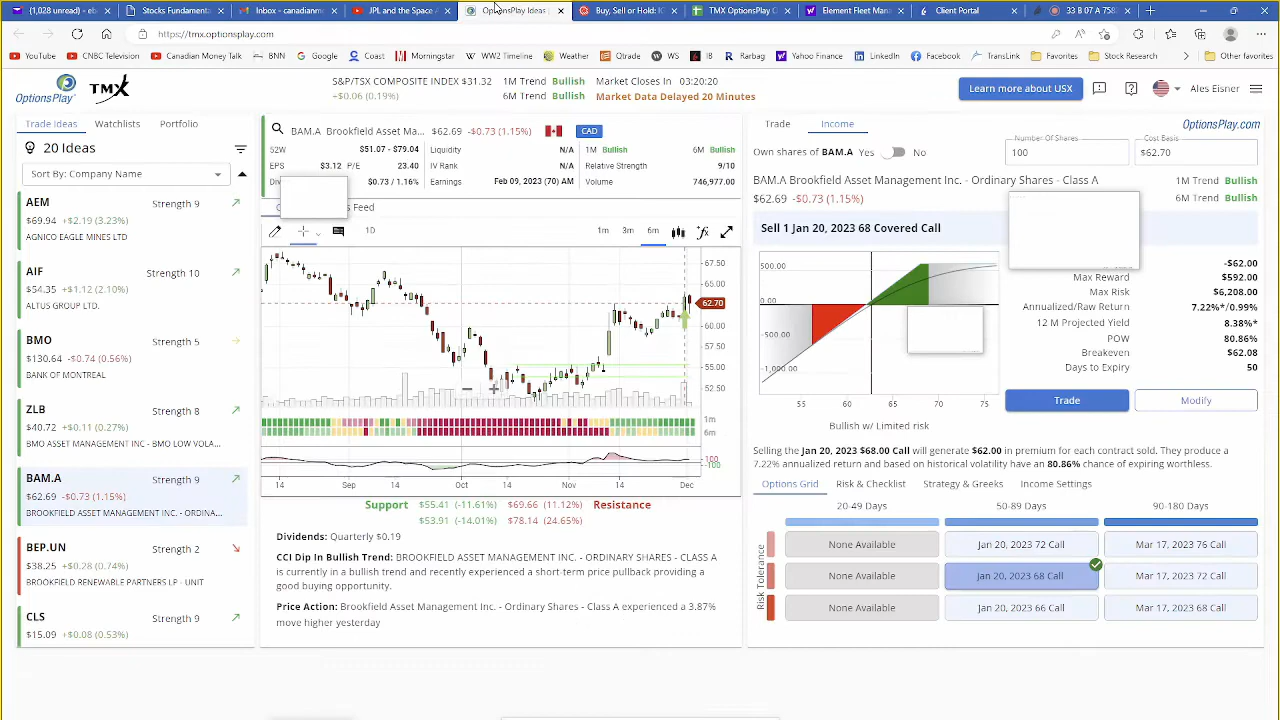 (1,028 unread) - eb
Stocks Fundament
Inbox - canadianm
JPL and the Space A
OptionsPlay Ideas
Buy, Sell or Hold: IC
TMX OptionsPlay C
Element Fleet Man
Client Portal
33 B 07 A 758
https://tmx.optionsplay.com
YouTube
CNBC Television
Canadian Money Talk
BNN
Google
Coast
Morningstar
WW2 Timeline
Weather
Qtrade
WS
18
Rarbag
Yahoo Finance
LinkedIn
Facebook
TransLink
Stock Research
Other favorites
OptionsPlay
TMX
S&P/TSX COMPOSITE INDEX $31.32 1M Trend Bullish Market Closes In 03:20:20
+$0.06 (0.19%) 6M Trend Bullish Market Data Delayed 20 Minutes
Learn more about USX
Ales Eisner
Trade Ideas Watchlists Portfolio
20 Ideas
Sort By: Company Name
AEM Strength 9
$69.94 +$2.19 (3.23%)
AGNICO EAGLE MINES LTD
AIF Strength 10
$54.35 +$1.12 (2.10%)
ALTUS GROUP LTD.
BMO Strength 5
$130.64 -$0.74 (0.56%)
BANK OF MONTREAL
ZLB Strength 8
$40.72 +$0.11 (0.27%)
BMO ASSET MANAGEMENT INC - BMO LOW VOLA...
BAM.A Strength 9
$62.69 -$0.73 (1.15%)
BROOKFIELD ASSET MANAGEMENT INC. - ORDINA...
BEP.UN Strength 2
$38.25 +$0.28 (0.74%)
BROOKFIELD RENEWABLE PARTNERS LP - UNIT
CLS Strength 9
$15.09 +$0.08 (0.53%)
BAM.A Brookfield Asset Ma... $62.69 -$0.73 (1.15%) CAD
52W $51.07 - $79.04 Liquidity N/A 1M Bullish 6M Bullish
EPS $3.12 P/E 23.40 IV Rank N/A Relative Strength 9/10
Div $0.73 / 1.16% Earnings Feb 09, 2023 (70) AM Volume 746,977.00
Feed
1D 1m 3m 6m
67.50
65.00
62.70
60.00
57.50
55.00
52.50
1m
6m
100
-100
14 Sep 14 Oct 14 Nov 14 Dec
Support $55.41 (-11.61%) $69.66 (11.12%) Resistance
$53.91 (-14.01%) $78.14 (24.65%)
Dividends: Quarterly $0.19
CCI Dip In Bullish Trend: BROOKFIELD ASSET MANAGEMENT INC. - ORDINARY SHARES - CLASS A
is currently in a bullish trend and recently experienced a short-term price pullback providing a
good buying opportunity.
Price Action: Brookfield Asset Management Inc. - Ordinary Shares - Class A experienced a 3.87%
move higher yesterday
Trade Income
OptionsPlay.com
Own shares of BAM.A Yes No
Number Of Shares
100
Cost Basis
$62.70
BAM.A Brookfield Asset Management Inc. - Ordinary Shares - Class A 1M Trend Bullish
$62.69 -$0.73 (1.15%) 6M Trend Bullish
Sell 1 Jan 20, 2023 68 Covered Call
500.00
0.00
-500.00
-1,000.00
55 60 65 70 75
Bullish w/ Limited risk
-$62.00
Max Reward $592.00
Max Risk $6,208.00
Annualized/Raw Return 7.22%*/0.99%
12 M Projected Yield 8.38%*
POW 80.86%
Breakeven $62.08
Days to Expiry 50
Trade Modify
Selling the Jan 20, 2023 $68.00 Call will generate $62.00 in premium for each contract sold. They produce a
7.22% annualized return and based on historical volatility have an 80.86% chance of expiring worthless.
Options Grid Risk & Checklist Strategy & Greeks Income Settings
20-49 Days 50-89 Days 90-180 Days
Risk Tolerance
None Available Jan 20, 2023 72 Call Mar 17, 2023 76 Call
None Available Jan 20, 2023 68 Call Mar 17, 2023 72 Call
None Available Jan 20, 2023 66 Call Mar 17, 2023 68 Call